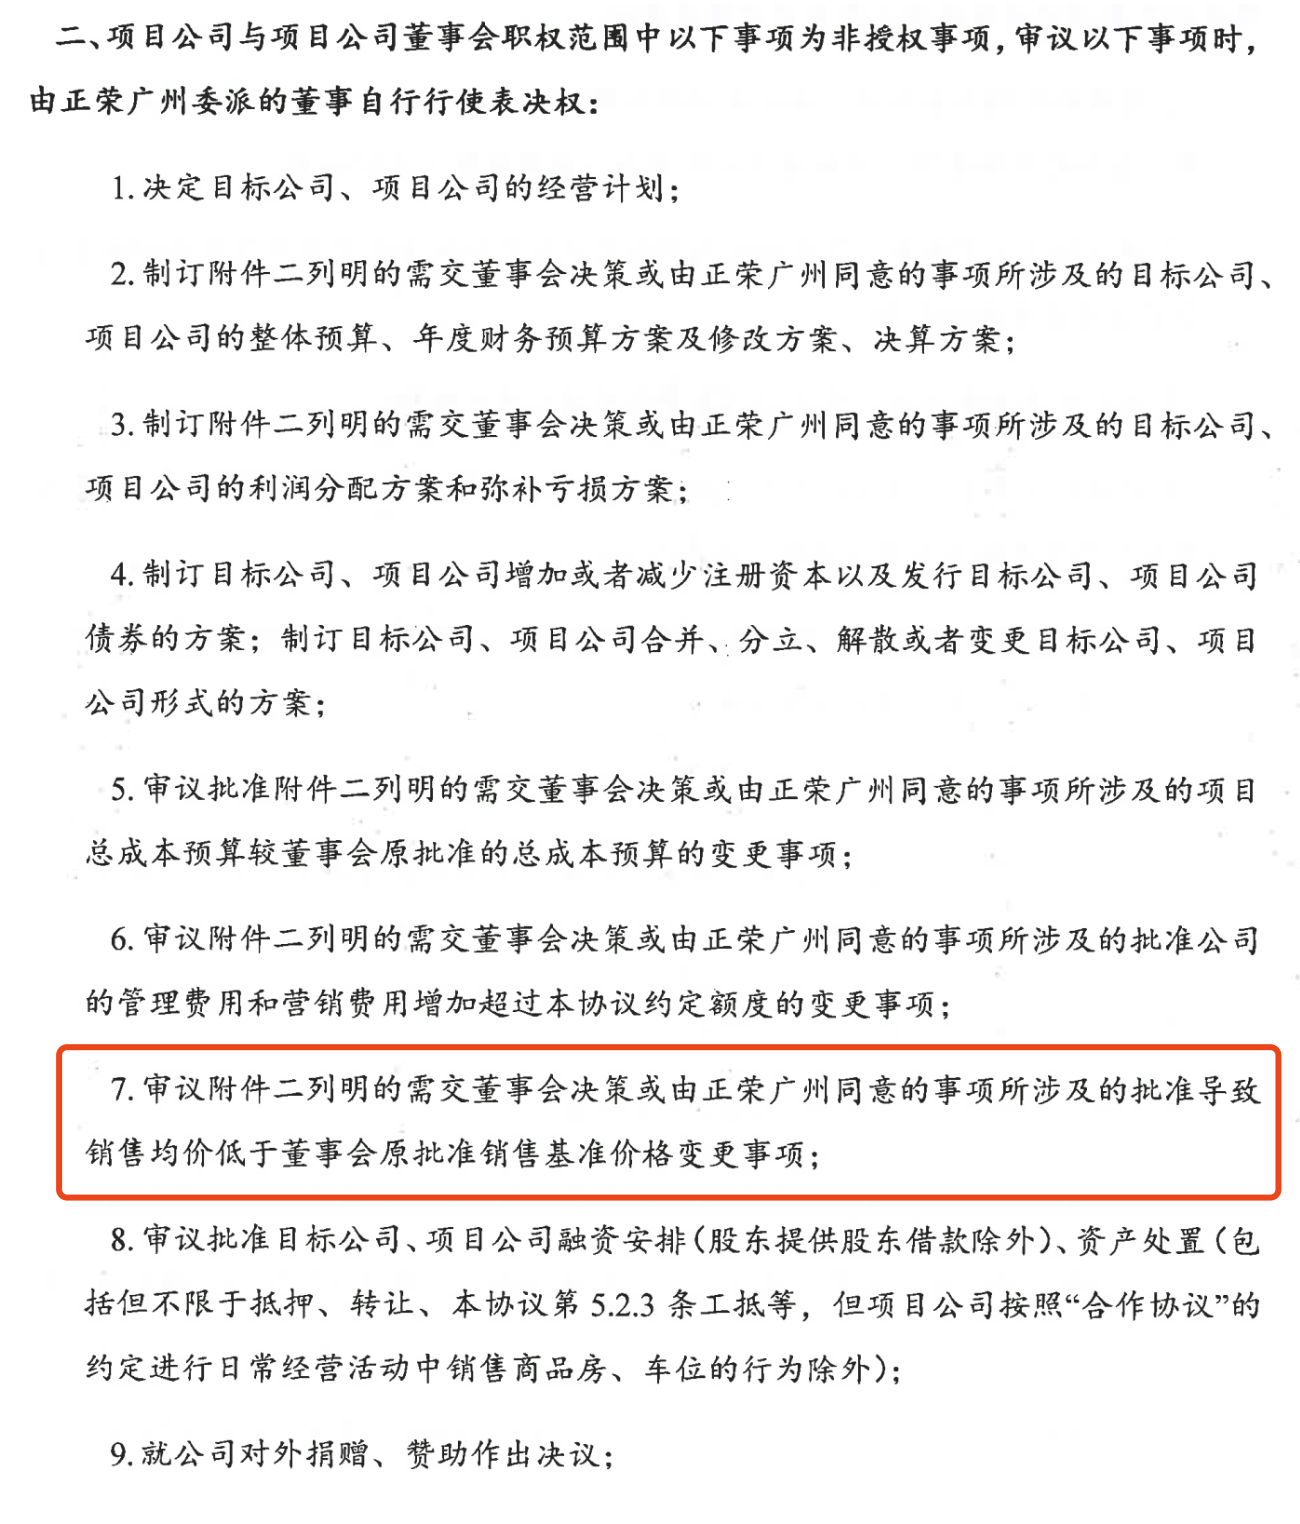 二、项目公司与项目公司董事会职权范围中以下事项为非授权事项，审议以下事项时，
由正荣广州委派的董事自行行使表决权：
1.决定目标公司、项目公司的经营计划；
2.制订附件二列明的需交董事会决策或由正荣广州同意的事项所涉及的目标公司、
项目公司的整体预算、年度财务预算方案及修改方案、决算方案；
3.制订附件二列明的需交董事会决策或由正荣广州同意的事项所涉及的目标公司、
项目公司的利润分配方案和弥补亏损方案；
4.制订目标公司、项目公司增加或者减少注册资本以及发行目标公司、项目公司
债券的方案；制订目标公司、项目公司合并、分立、解散或者变更目标公司、项目
公司形式的方案；
5.审议批准附件二列明的需交董事会决策或由正荣广州同意的事项所涉及的项目
总成本预算较董事会原批准的总成本预算的变更事项；
6.审议附件二列明的需交董事会决策或由正荣广州同意的事项所涉及的批准公司
的管理费用和营销费用增加超过本协议约定额度的变更事项；
7.审议附件二列明的需交董事会决策或由正荣广州同意的事项所涉及的批准导致
销售均价低于董事会原批准销售基准价格变更事项；
8.审议批准目标公司、项目公司融资安排（股东提供股东借款除外）、资产处置（包
括但不限于抵押、转让、本协议第 5.2.3 条工抵等，但项目公司按照“合作协议”的
约定进行日常经营活动中销售商品房、车位的行为除外）；
9.就公司对外捐赠、赞助作出决议；